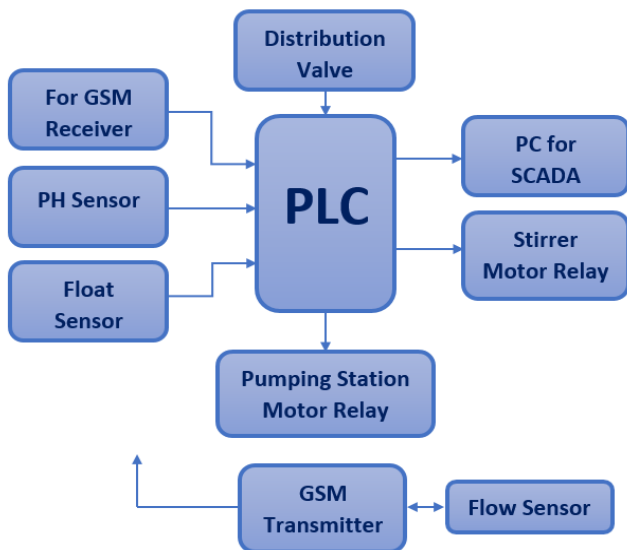 Distribution
Valve
For GSM
Receiver
PH Sensor
Float
Sensor
PLC
PC for
SCADA
Stirrer
Motor Relay
Pumping Station
Motor Relay
GSM
Transmitter
Flow Sensor